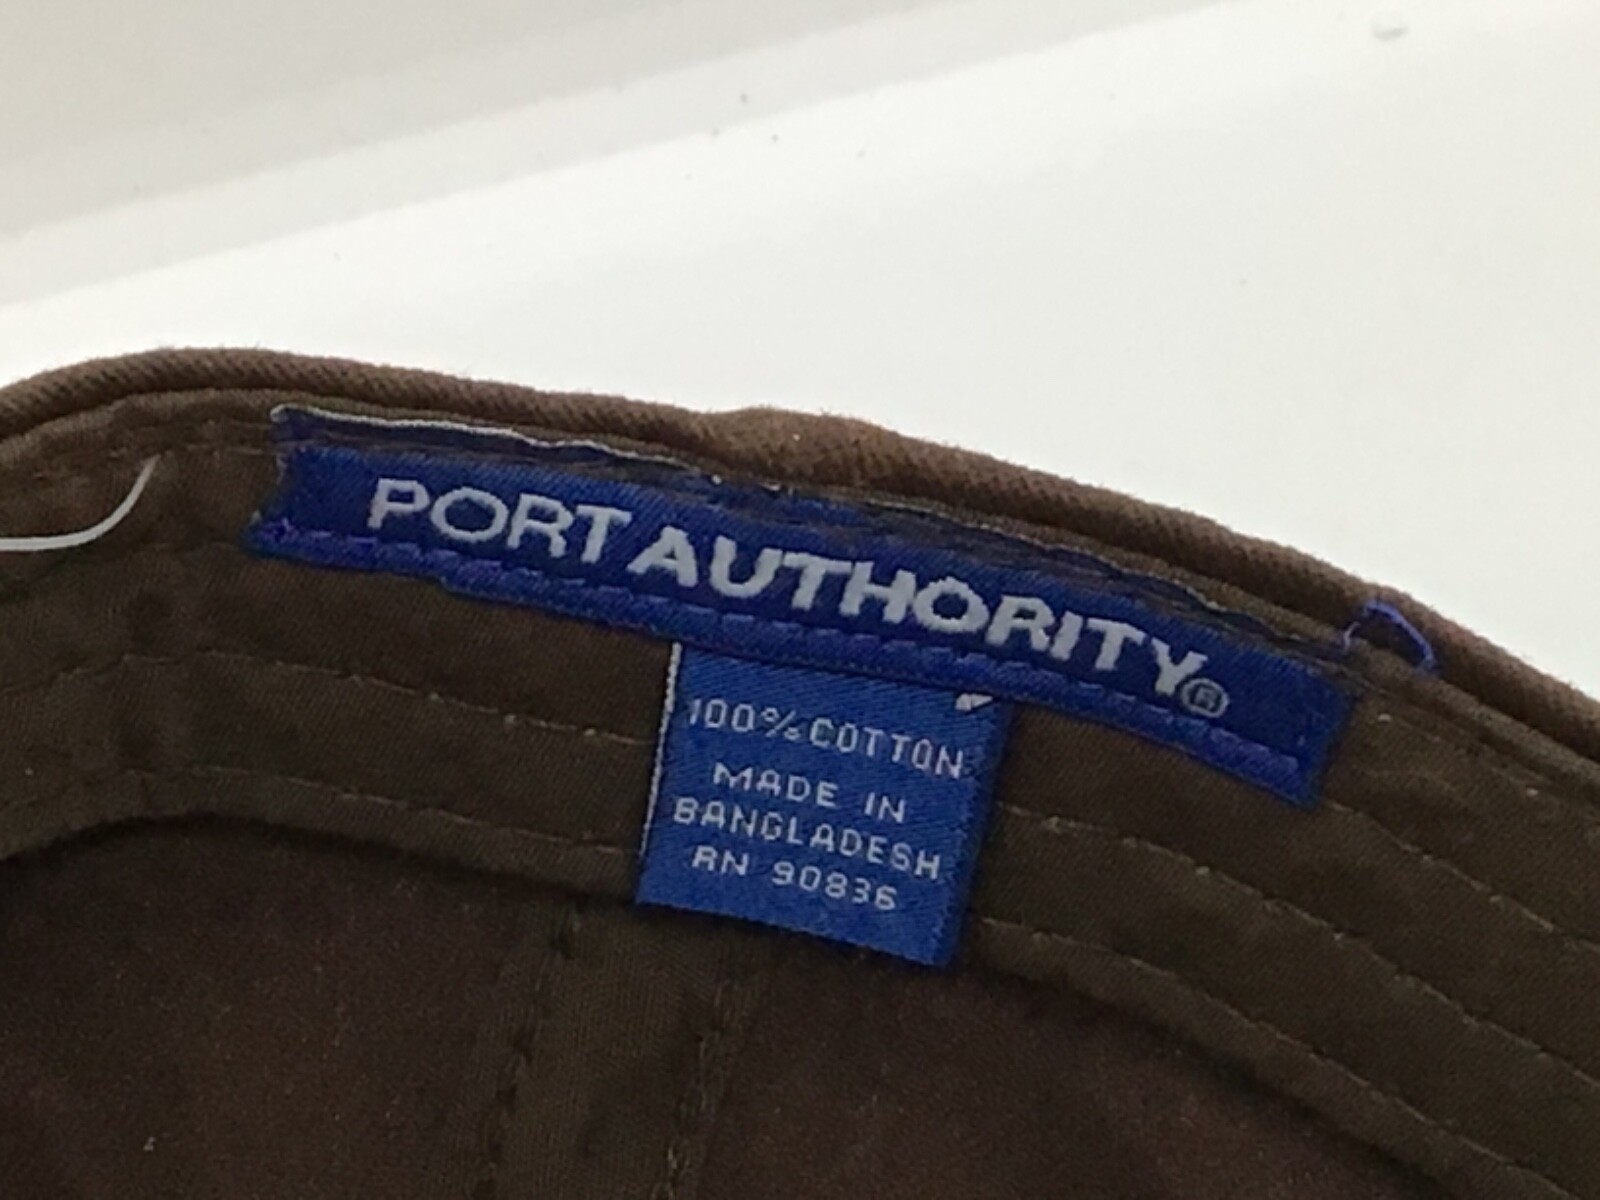 PORT AUTHORITY®
100% COTTON
MADE IN
BANGLADESH
RN 90836